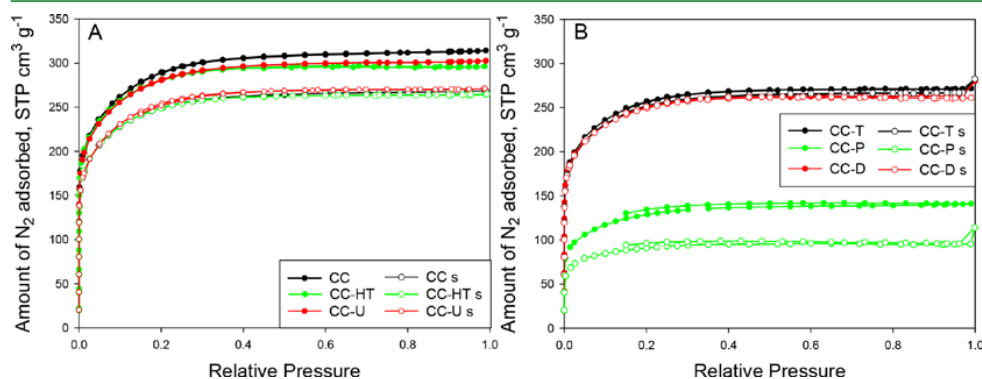 A
Amount of N2 adsorbed, STP cm³ g⁻¹
350
300
250
200
150
100
50
0
0.0 0.2 0.4 0.6 0.8 1.0
Relative Pressure
CC CC s
CC-HT CC-HT s
CC-U CC-U s
B
Amount of N2 adsorbed, STP cm³ g⁻¹
350
300
250
200
150
100
50
0
0.0 0.2 0.4 0.6 0.8 1.0
Relative Pressure
CC-T CC-T s
CC-P CC-P s
CC-D CC-D s